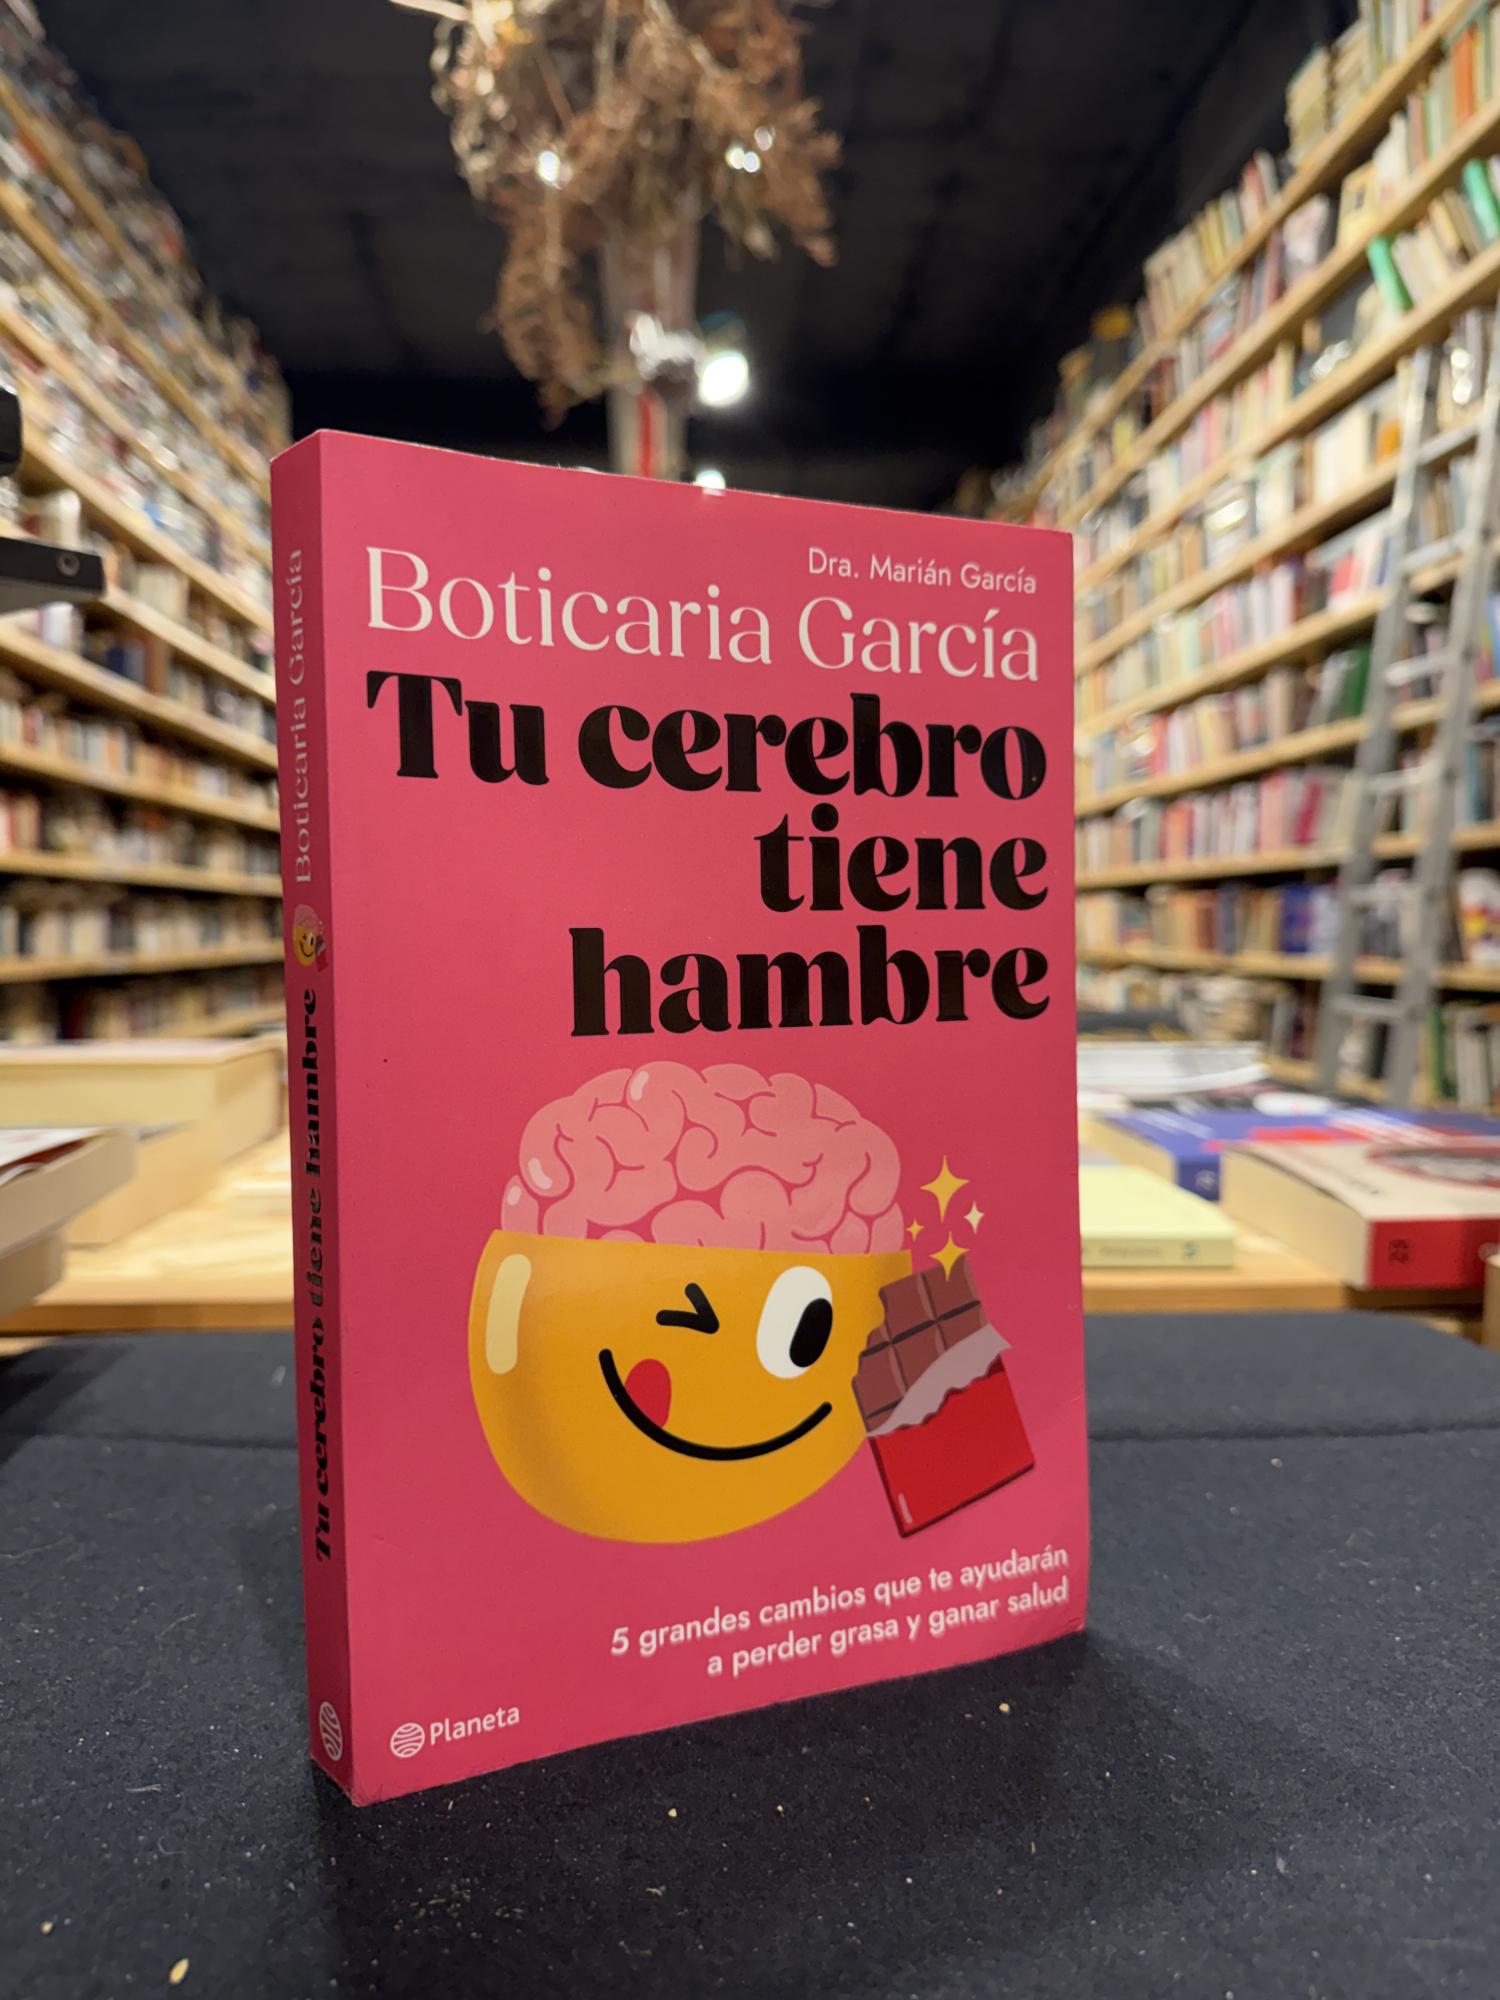 Dra. Marián García
Boticaria García
Tu cerebro
tiene
hambre
5 grandes cambios que te ayudarán
a perder grasa y ganar salud
Planeta
Boticaria García
Tu cerebro tiene hambre